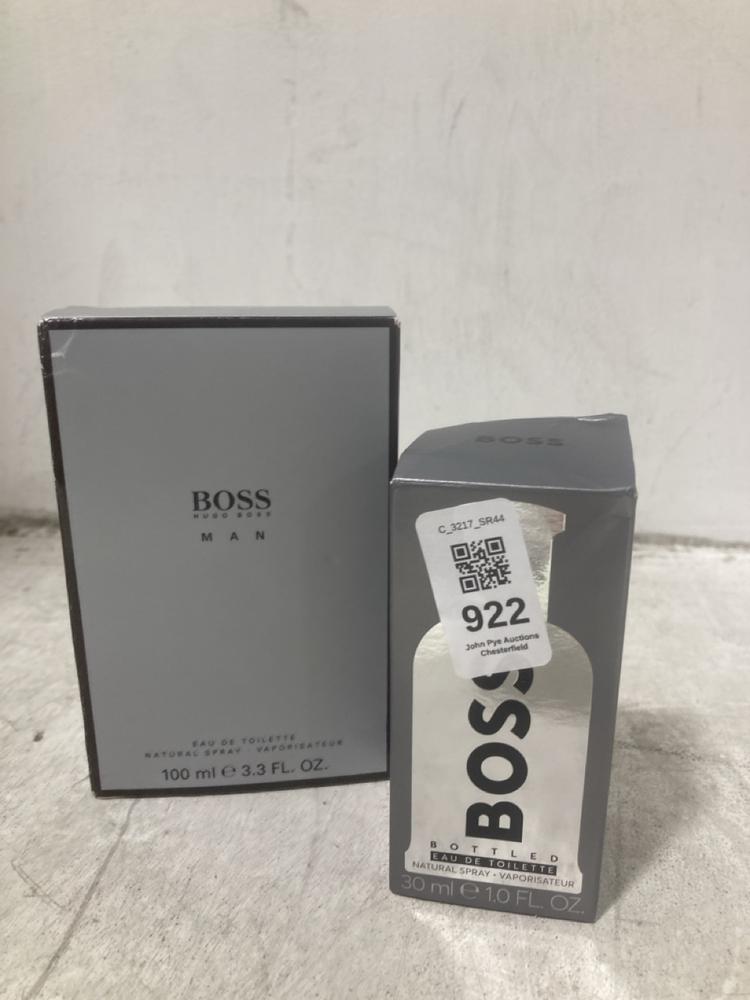 BOSS
HUGO BOSS
MAN
EAU DE TOILETTE
NATURAL SPRAY · VAPORISATEUR
100 ml ℮ 3.3 FL. OZ.
BOSS
C_3217_SR44
922
John Pye Auctions
Chesterfield
BOSS
BOTTLED
EAU DE TOILETTE
NATURAL SPRAY · VAPORISATEUR
30 ml ℮ 1.0 FL. OZ.